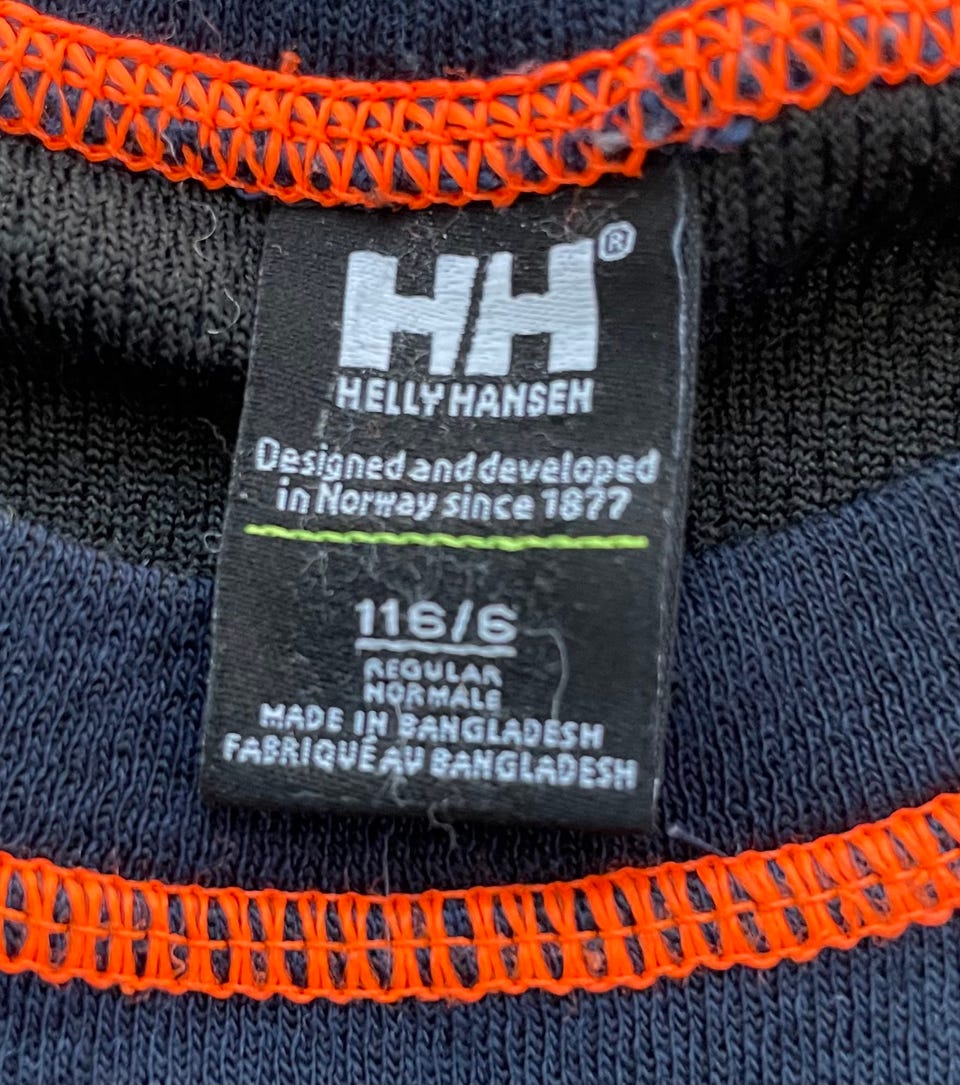 HH®
HELLY HANSEN
Designed and developed
in Norway since 1877
116/6
REGULAR
NORMALE
MADE IN BANGLADESH
FABRIQUÉ AU BANGLADESH